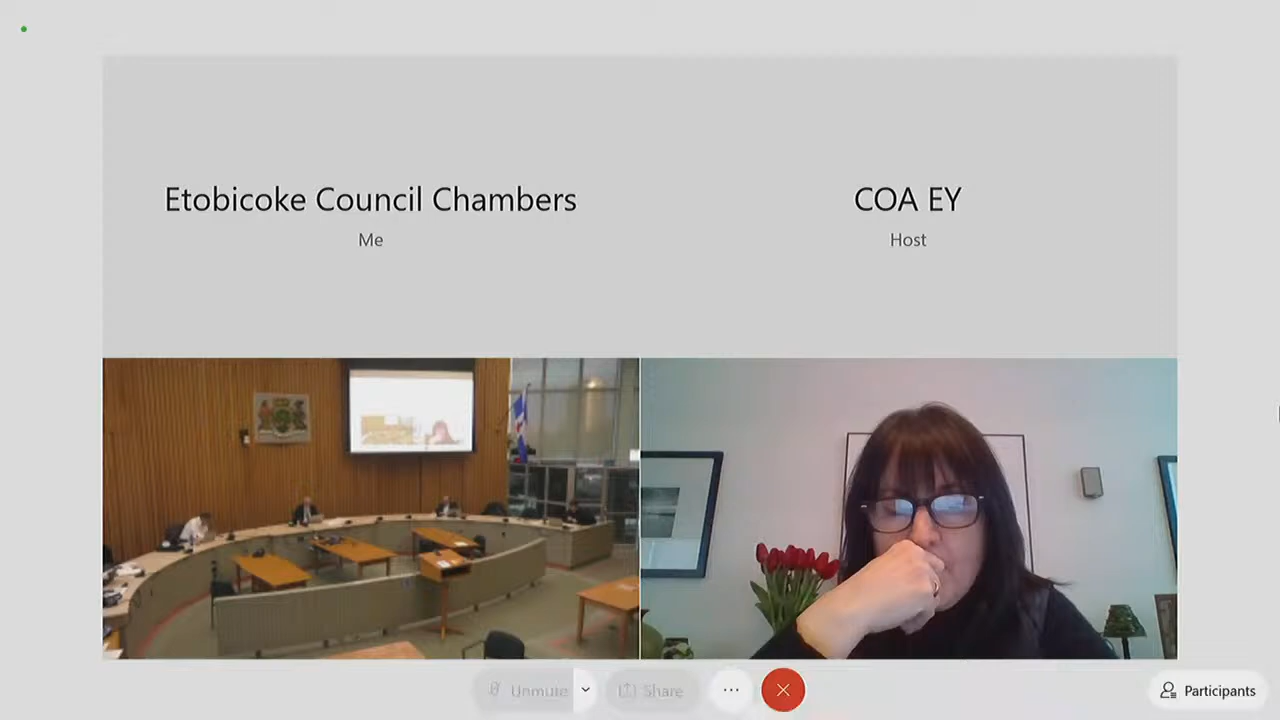 Etobicoke Council Chambers
Me
COA EY
Host
Unmute
Share
Participants